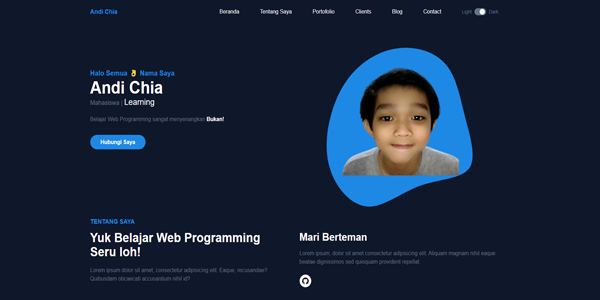 Andi Chia
Beranda Tentang Saya Portofolio Clients Blog Contact Light Dark
Halo Semua ✌ Nama Saya
Andi Chia
Mahasiswa | Learning
Belajar Web Programming sangat menyenangkan Bukan!
Hubungi Saya
TENTANG SAYA
Yuk Belajar Web Programming
Seru loh!
Lorem ipsum dolor sit amet, consectetur adipisicing elit. Eaque, recusandae?
Quibusdam obcaecati accusantium nihil id?
Mari Berteman
Lorem ipsum dolor sit amet consectetur adipisicing elit. Aliquam magnam nihil eaque
beatae dignissimos sed quisquam provident repellat.